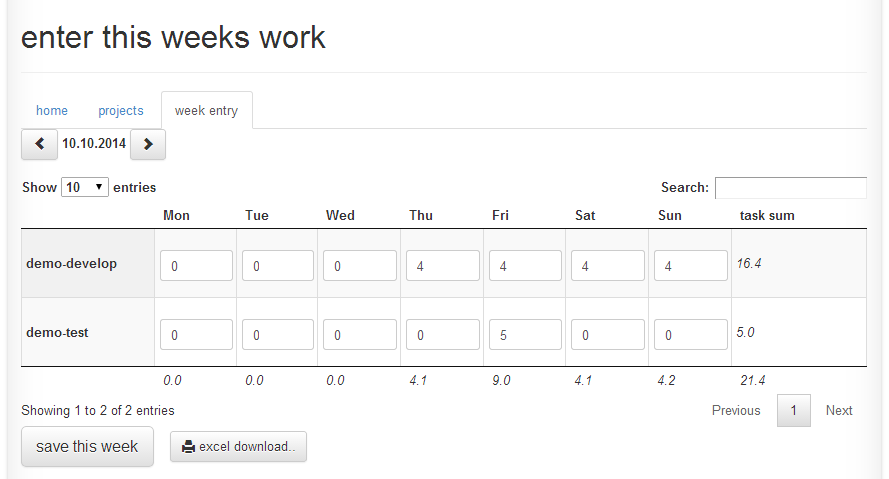 enter this weeks work
home projects week entry
10.10.2014
Show 10 entries Search:
Mon Tue Wed Thu Fri Sat Sun task sum
demo-develop 0 0 0 4 4 4 4 16.4
demo-test 0 0 0 0 5 0 0 5.0
0.0 0.0 0.0 4.1 9.0 4.1 4.2 21.4
Showing 1 to 2 of 2 entries Previous 1 Next
save this week excel download..